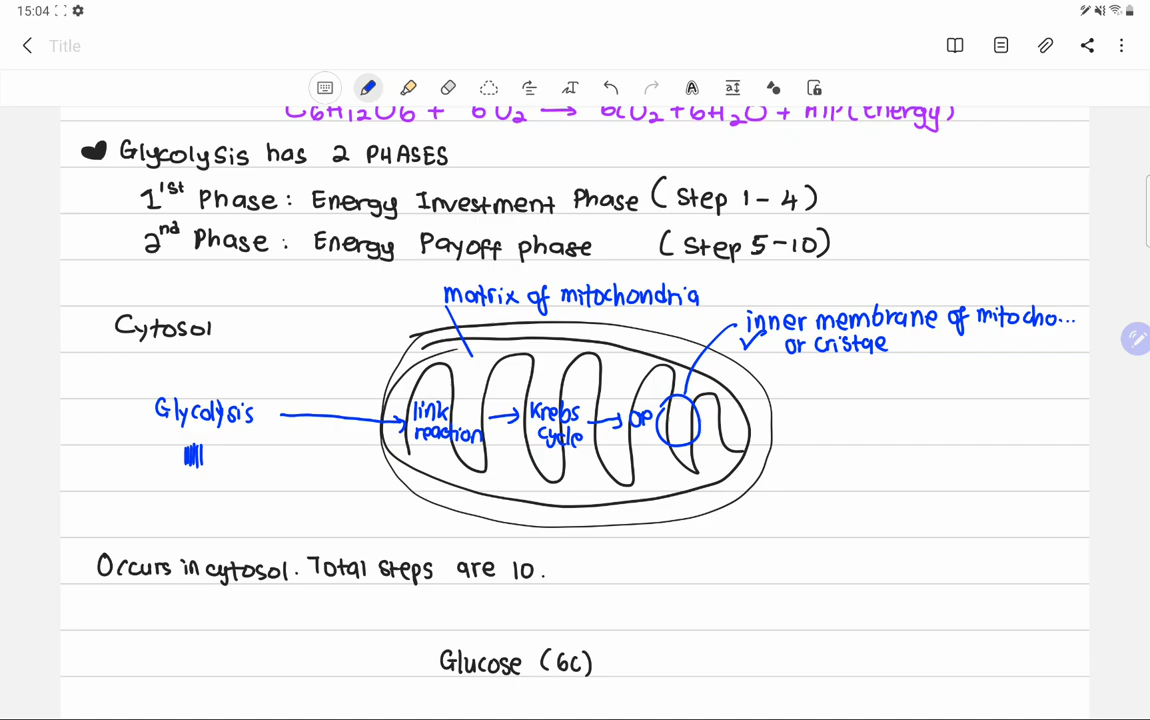 15:04
Title
C6H12O6 + 6O2 → 6CO2 + 6H2O + ATP (energy)
Glycolysis has 2 PHASES
1st Phase: Energy Investment Phase (Step 1-4)
2nd Phase: Energy Payoff phase (Step 5-10)
matrix of mitochondria
Cytosol
inner membrane of mitocho...
or cristae
Glycolysis
link
reaction
Krebs
cycle
OP
Occurs in cytosol. Total steps are 10.
Glucose (6C)